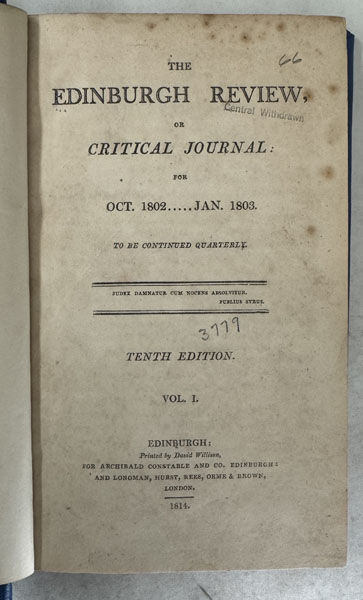 66
THE
EDINBURGH REVIEW,
Central Withdrawn
OR
CRITICAL JOURNAL:
FOR
OCT. 1802.....JAN. 1803.
TO BE CONTINUED QUARTERLY.
JUDEX DAMNATUR CUM NOCENS ABSOLVITUR.
PUBLIUS SYRUS.
3779
TENTH EDITION.
VOL. I.
EDINBURGH:
Printed by David Willison,
FOR ARCHIBALD CONSTABLE AND CO. EDINBURGH:
AND LONGMAN, HURST, REES, ORME & BROWN,
LONDON.
1814.